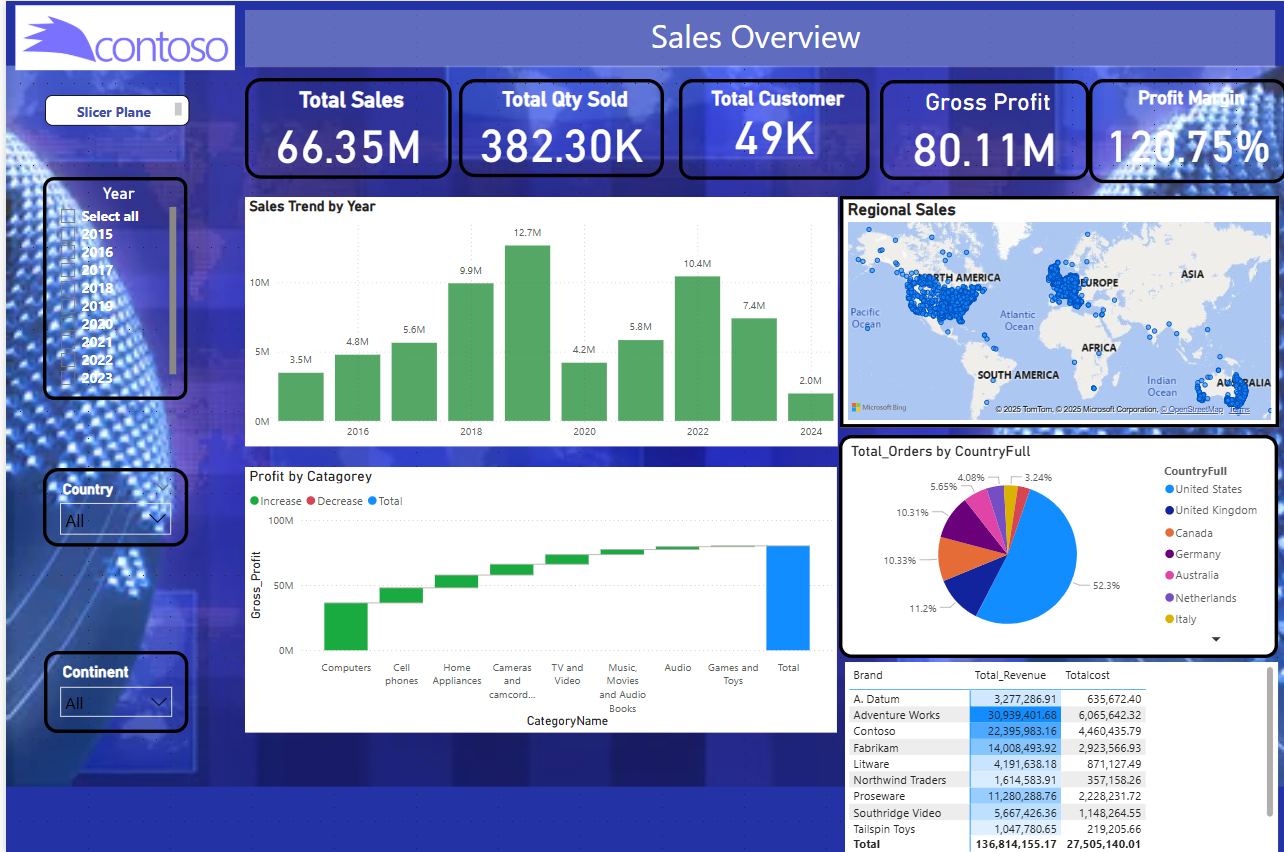 contoso
Sales Overview
Slicer Plane
Total Sales
66.35M
Total Qty Sold
382.30K
Total Customer
49K
Gross Profit
80.11M
Profit Margin
120.75%
Year
Select all
2015
2016
2017
2018
2019
2020
2021
2022
2023
Country
All
Continent
All
Sales Trend by Year
10M
5M
0M
3.5M
4.8M
5.6M
9.9M
12.7M
4.2M
5.8M
10.4M
7.4M
2.0M
2016
2018
2020
2022
2024
Regional Sales
NORTH AMERICA
EUROPE
ASIA
Pacific
Ocean
Atlantic
Ocean
AFRICA
SOUTH AMERICA
Indian
Ocean
AUSTRALIA
Microsoft Bing
© 2025 TomTom, © 2025 Microsoft Corporation, © OpenStreetMap Terms
Profit by Catagorey
Increase Decrease Total
Gross_Profit
100M
50M
0M
Computers
Cell
phones
Home
Appliances
Cameras
and
camcord...
TV and
Video
Music,
Movies
and Audio
Books
Audio
Games and
Toys
Total
CategoryName
Total_Orders by CountryFull
52.3%
11.2%
10.33%
10.31%
5.65%
4.08%
3.24%
CountryFull
United States
United Kingdom
Canada
Germany
Australia
Netherlands
Italy
Brand Total_Revenue Totalcost
A. Datum 3,277,286.91 635,672.40
Adventure Works 30,939,401.68 6,065,642.32
Contoso 22,395,983.16 4,460,435.79
Fabrikam 14,008,493.92 2,923,566.93
Litware 4,191,638.18 871,127.49
Northwind Traders 1,614,583.91 357,158.26
Proseware 11,280,288.76 2,228,231.72
Southridge Video 5,667,426.36 1,148,264.55
Tailspin Toys 1,047,780.65 219,205.66
Total 136,814,155.17 27,505,140.01